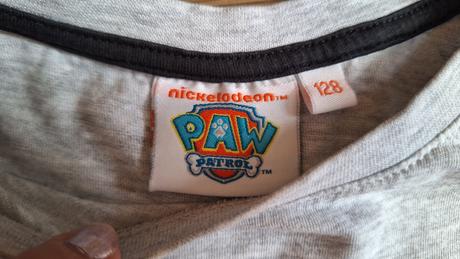 nickelodeon™
128
PAW
PATROL
™